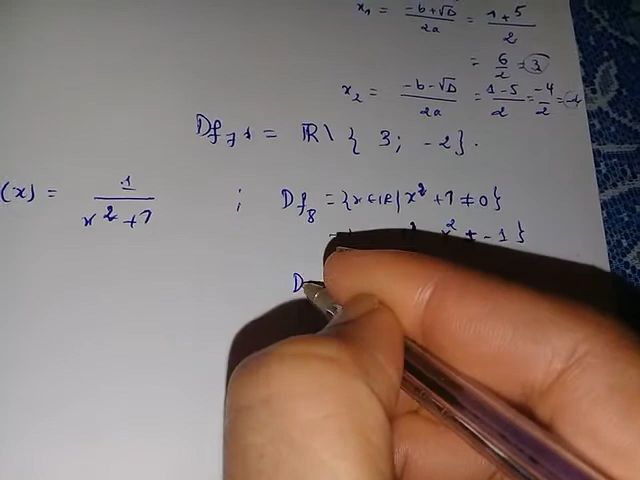 x₁ = -b+√Δ / 2a = 1+5 / 2
= 6/2 = 3
x₂ = -b-√Δ / 2a = 1-5 / 2 = -4/2 = -2
Df₇ = ℝ \ { 3; -2 }.
(x) = 1 / x²+1 ; Df₈ = {x ∈ ℝ | x²+1 ≠ 0}
x² ≠ -1 }
D